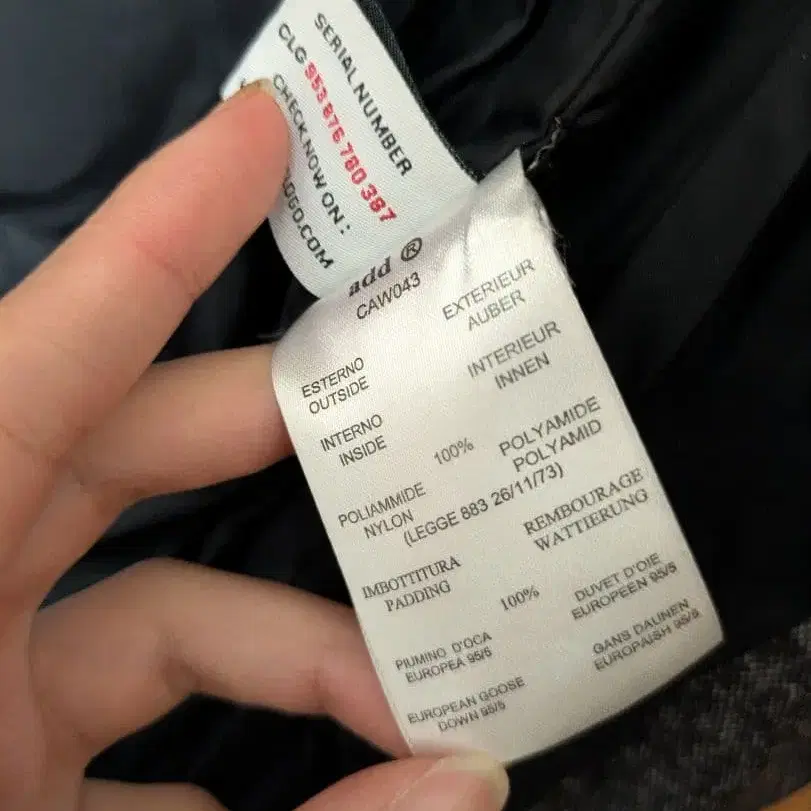 SERIAL NUMBER
CLG 953 876 780 387
CHECK NOW ON :
add ®
CAW043
ESTERNO
OUTSIDE
EXTERIEUR
AUBER
INTERNO
INSIDE
INTERIEUR
INNEN
100%
POLIAMMIDE
NYLON
POLYAMIDE
POLYAMID
(LEGGE 883 26/11/73)
IMBOTTITURA
PADDING
REMBOURAGE
WATTIERUNG
100%
PIUMINO D'OCA
EUROPEA 95/5
DUVET D'OIE
EUROPEEN 95/5
EUROPEAN GOOSE
DOWN 95/5
GANS DAUNEN
EUROPAISH 95/5